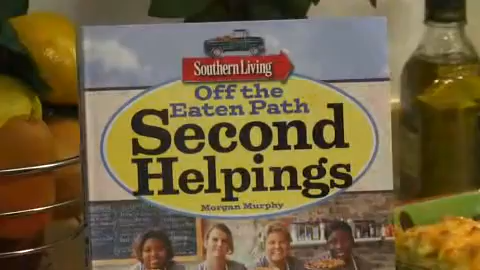 Southern Living
Off the
Eaten Path
Second
Helpings
Morgan Murphy